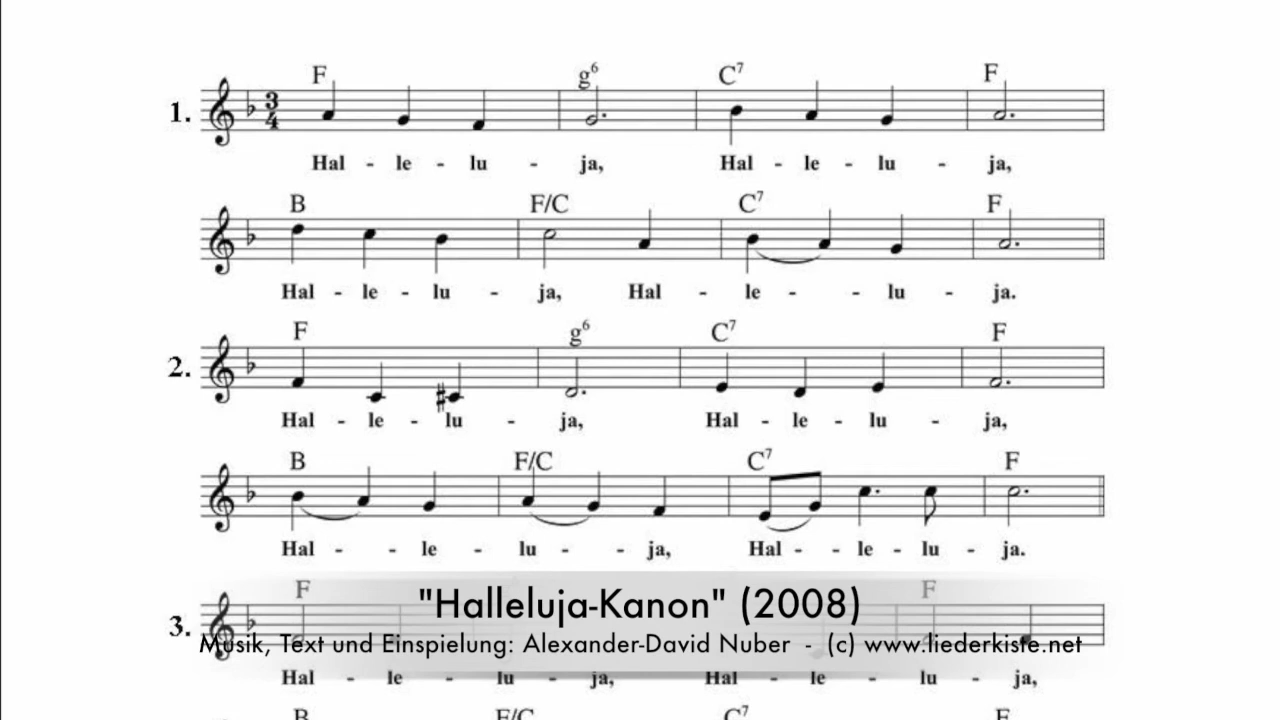 F g6 C7 F
1. 3/4
Hal - le - lu - ja, Hal - le - lu - ja,
B F/C C7 F
Hal - le - lu - ja, Hal - le - - lu - ja.
F g6 C7 F
2.
Hal - le - lu - ja, Hal - le - lu - ja,
B F/C C7 F
Hal - - le - lu - - ja, Hal - - le - lu - ja.
F F
"Halleluja-Kanon" (2008)
3.
Musik, Text und Einspielung: Alexander-David Nuber - (c) www.liederkiste.net
Hal - le - lu - ja, Hal - le - lu - ja,
B F/C C7 F